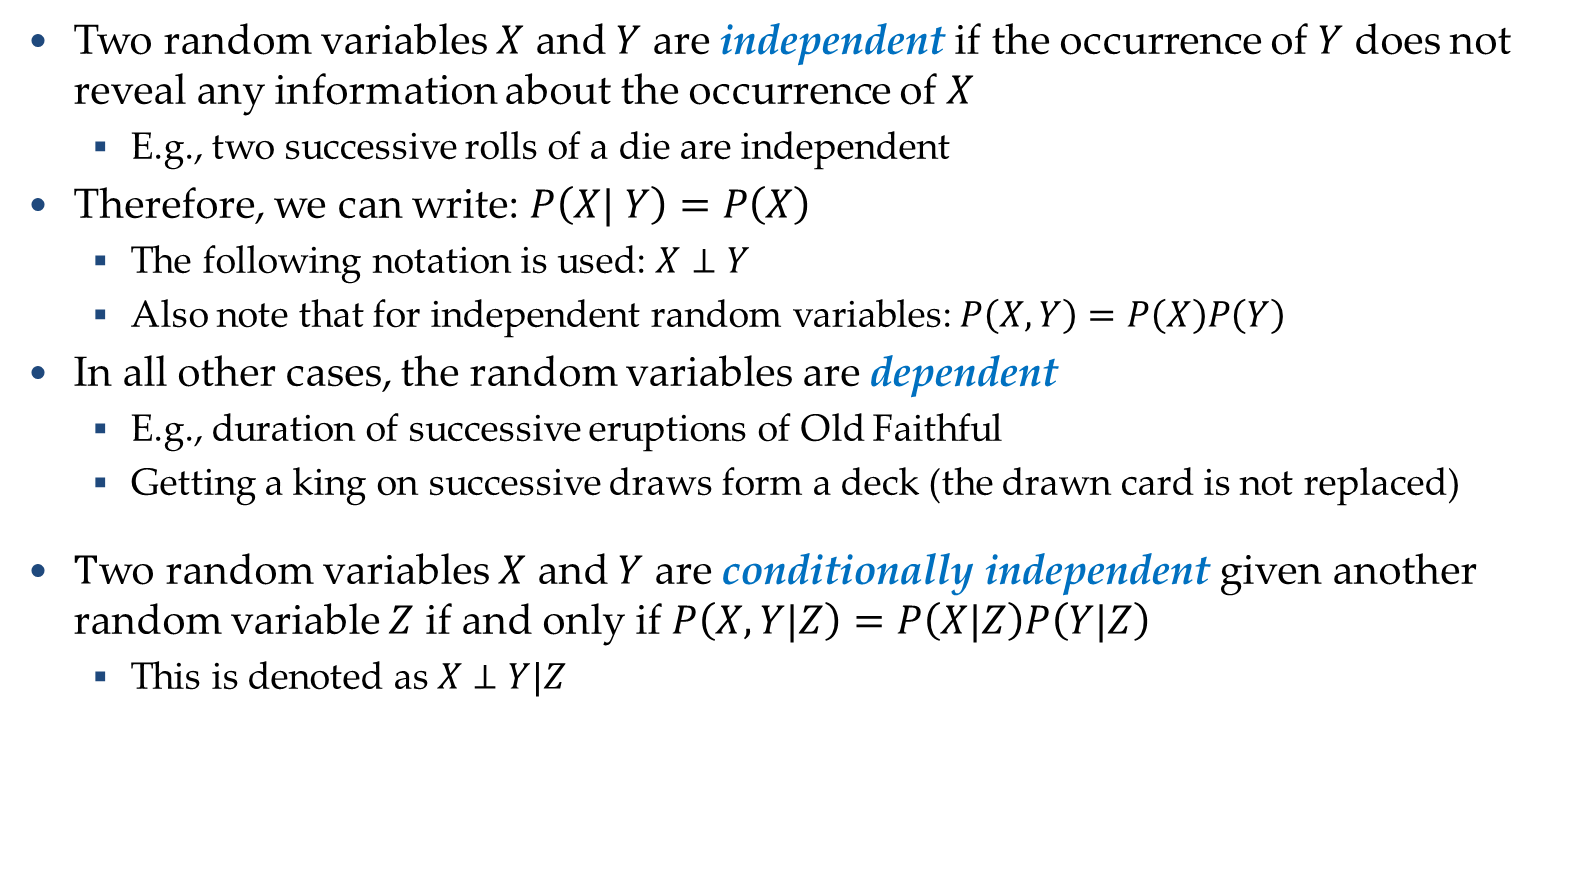 • Two random variables X and Y are independent if the occurrence of Y does not
reveal any information about the occurrence of X
▪ E.g., two successive rolls of a die are independent
• Therefore, we can write: P(X| Y) = P(X)
▪ The following notation is used: X ⊥ Y
▪ Also note that for independent random variables: P(X, Y) = P(X)P(Y)
• In all other cases, the random variables are dependent
▪ E.g., duration of successive eruptions of Old Faithful
▪ Getting a king on successive draws form a deck (the drawn card is not replaced)
• Two random variables X and Y are conditionally independent given another
random variable Z if and only if P(X, Y|Z) = P(X|Z)P(Y|Z)
▪ This is denoted as X ⊥ Y|Z